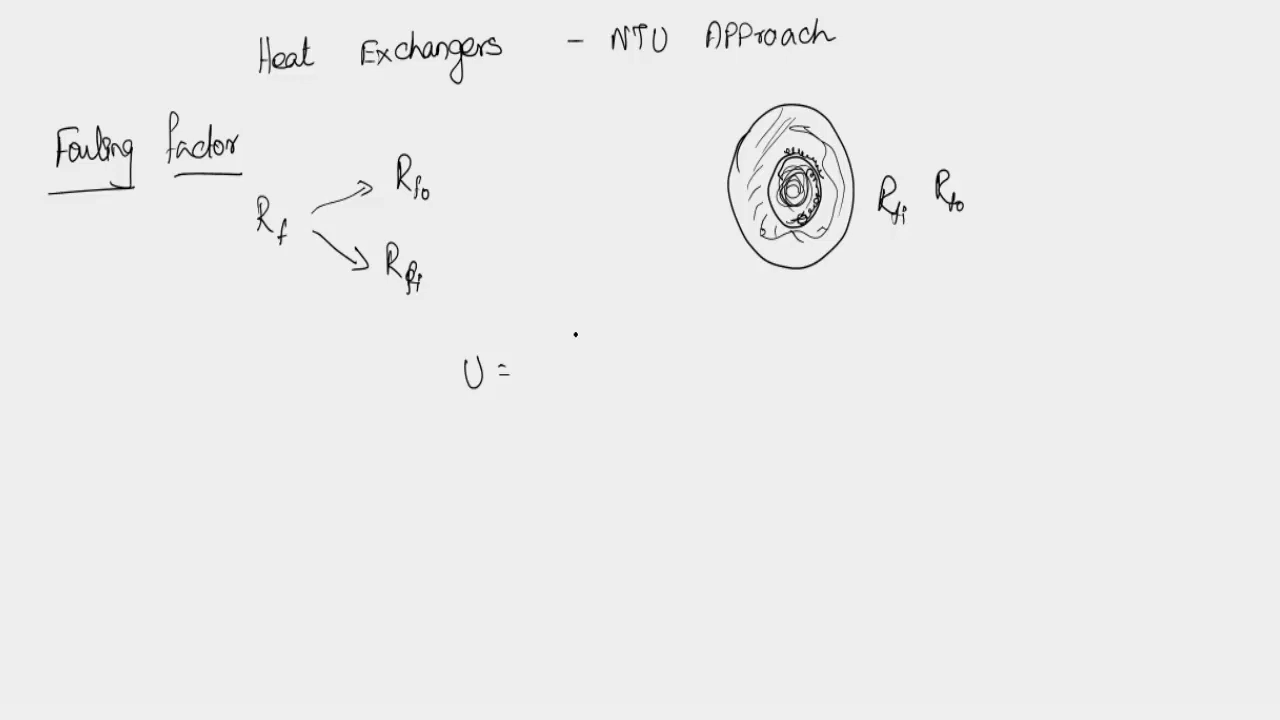 Heat Exchangers - NTU Approach
Fouling factor
R_fo
R_f
R_fi
R_fi R_fo
U =